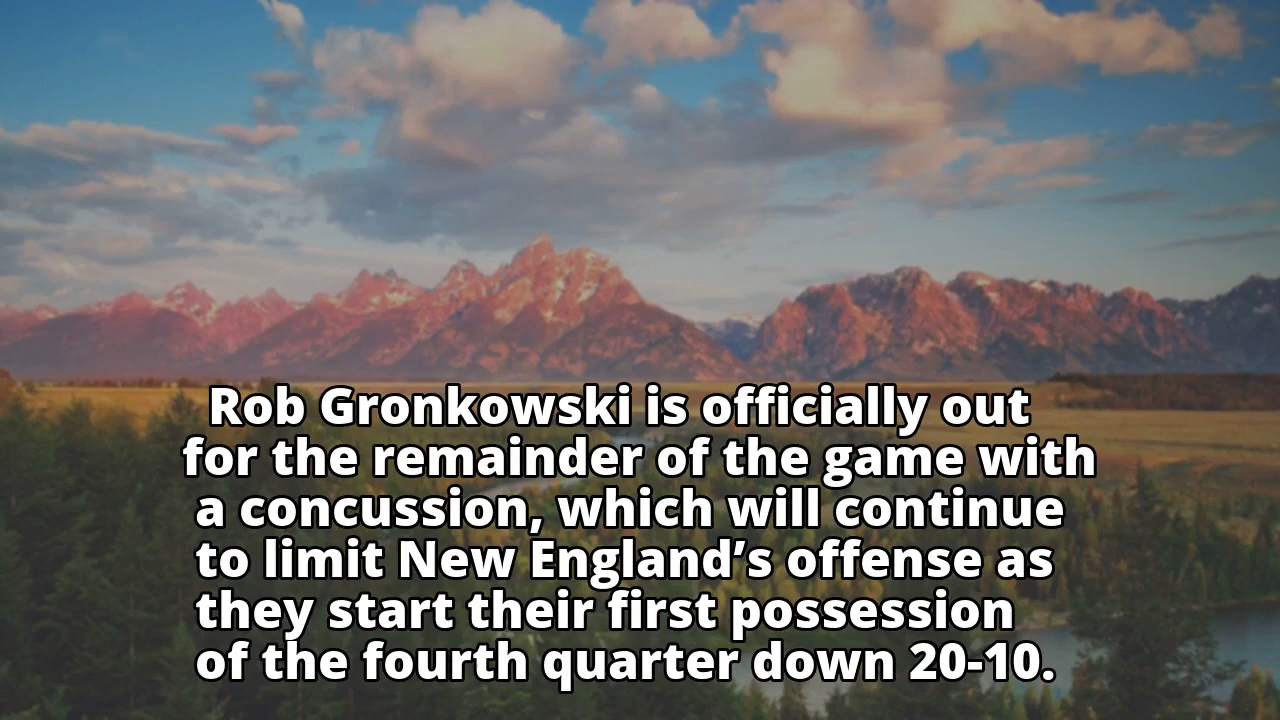 Rob Gronkowski is officially out
for the remainder of the game with
a concussion, which will continue
to limit New England’s offense as
they start their first possession
of the fourth quarter down 20-10.